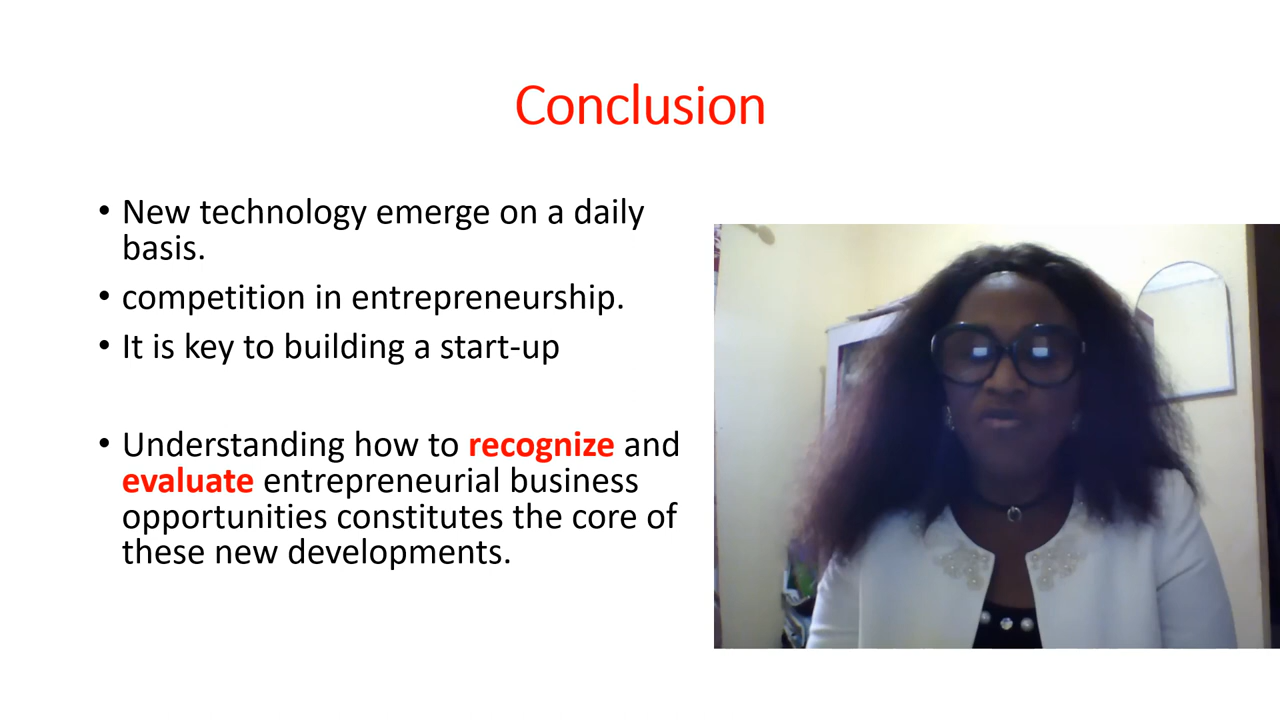 Conclusion
• New technology emerge on a daily
basis.
• competition in entrepreneurship.
• It is key to building a start-up
• Understanding how to recognize and
evaluate entrepreneurial business
opportunities constitutes the core of
these new developments.